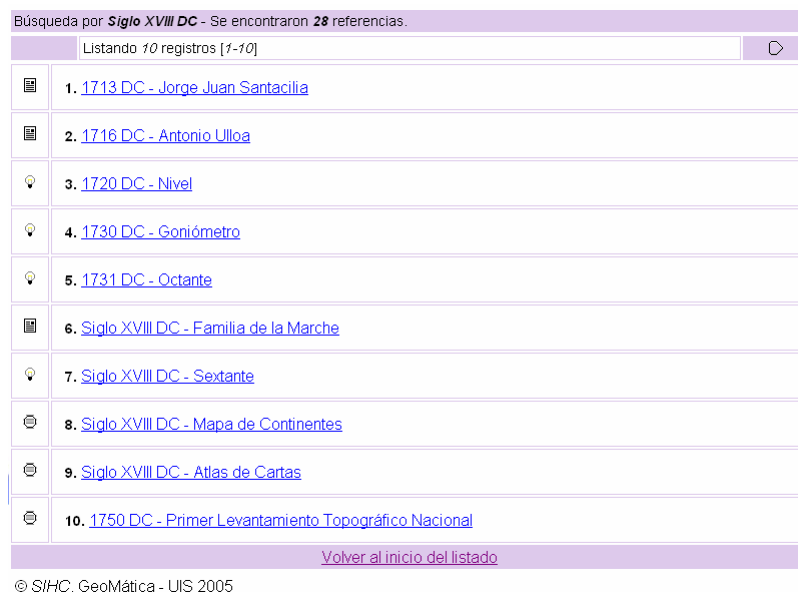 Búsqueda por Siglo XVIII DC - Se encontraron 28 referencias.
Listando 10 registros [1-10]
1. 1713 DC - Jorge Juan Santacilia
2. 1716 DC - Antonio Ulloa
3. 1720 DC - Nivel
4. 1730 DC - Goniómetro
5. 1731 DC - Octante
6. Siglo XVIII DC - Familia de la Marche
7. Siglo XVIII DC - Sextante
8. Siglo XVIII DC - Mapa de Continentes
9. Siglo XVIII DC - Atlas de Cartas
10. 1750 DC - Primer Levantamiento Topográfico Nacional
Volver al inicio del listado
© SIHC. GeoMática - UIS 2005